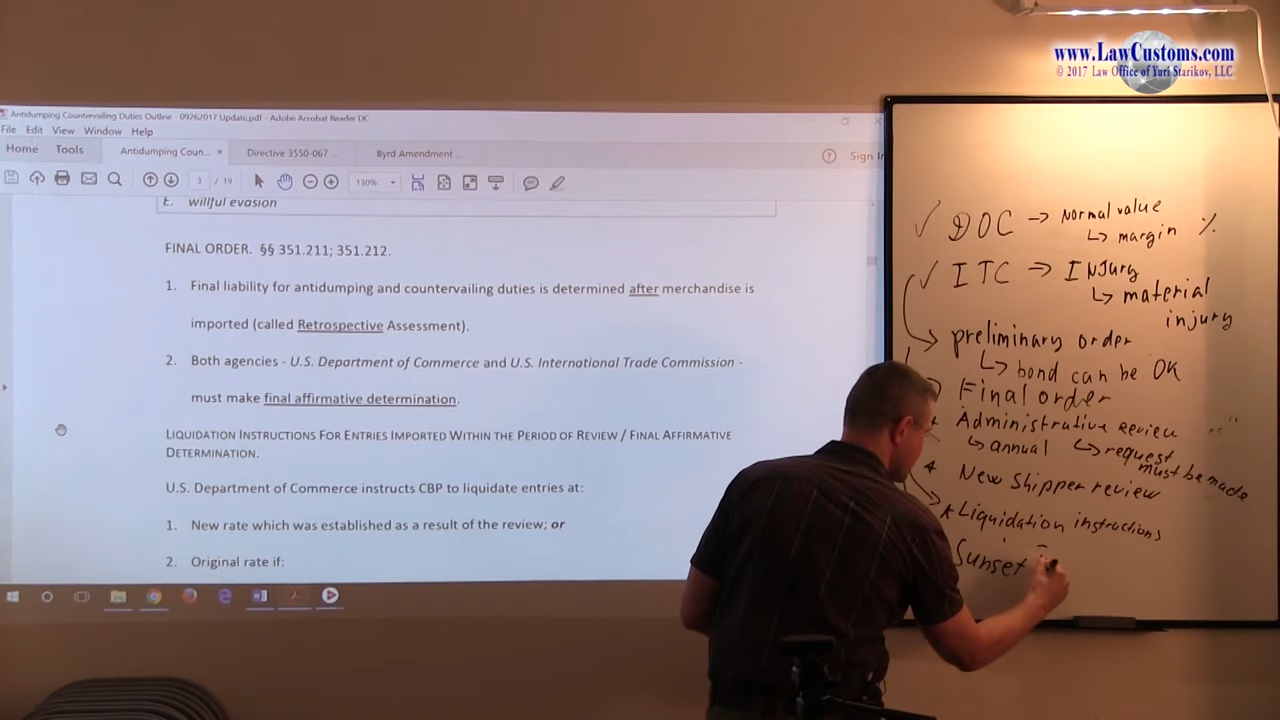 www.LawCustoms.com
© 2017 Law Office of Yuri Starikov, LLC
Antidumping Countervailing Duties Outline - 09262017 Update.pdf - Adobe Acrobat Reader DC
File Edit View Window Help
Home Tools Antidumping Coun... × Directive 3550-067 ... Byrd Amendment... Sign In
3 / 19 130%
E. willful evasion
FINAL ORDER. §§ 351.211; 351.212.
1. Final liability for antidumping and countervailing duties is determined after merchandise is
imported (called Retrospective Assessment).
2. Both agencies - U.S. Department of Commerce and U.S. International Trade Commission -
must make final affirmative determination.
LIQUIDATION INSTRUCTIONS FOR ENTRIES IMPORTED WITHIN THE PERIOD OF REVIEW / FINAL AFFIRMATIVE
DETERMINATION.
U.S. Department of Commerce instructs CBP to liquidate entries at:
1. New rate which was established as a result of the review; or
2. Original rate if:
✓ DOC → Normal value
↳ margin %
✓ ITC → INjury
↳ material
injury
→ preliminary order
↳ bond can be OK
Final order
Administrative review
↳ annual ↳ request
must be made
* New shipper review
* Liquidation instructions
Sunset